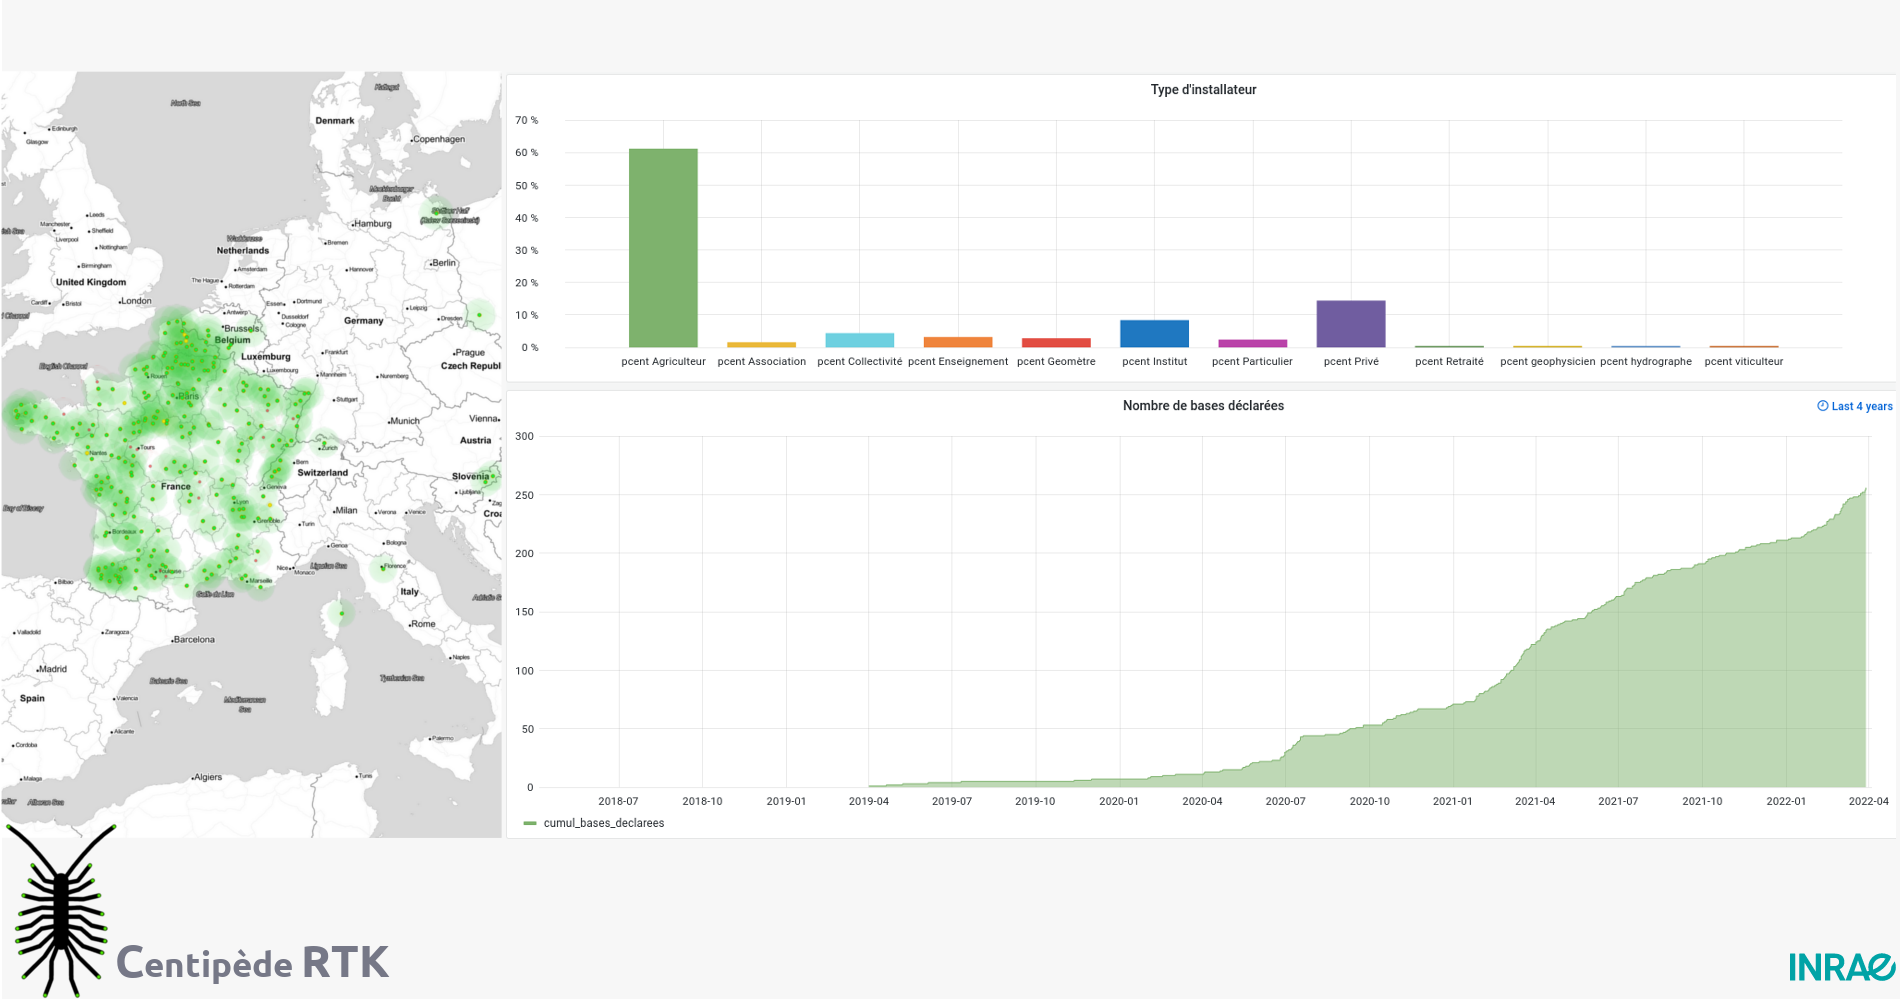 North Sea
Kattegat
Denmark
Edinburgh
Glasgow
Copenhagen
Mecklenburger
Bucht
Leeds
Manchester
Sheffield
Liverpool
Nottingham
Hamburg
Bremen
Waddenzee
Netherlands
Amsterdam
Hannover
Berlin
Birmingham
United Kingdom
The Hague
Rotterdam
Cardiff
Bristol
London
Essen
Dortmund
Leipzig
Antwerp
Dusseldorf
Cologne
Germany
Dresden
Brussels
Belgium
Luxemburg
Frankfurt
Prague
Czech Republ
English Channel
Luxembourg
Mannheim
Nuremberg
Rouen
Paris
Stuttgart
Munich
Vienna
Austria
Nantes
Tours
Zurich
Bern
Switzerland
France
Geneva
Slovenia
Ljubljana
Zag
Croa
Lyon
Bay of Biscay
Milan
Verona
Venice
Grenoble
Turin
Bordeaux
Genoa
Bologna
Toulouse
Nice
Monaco
Ligurian Sea
Florence
Bilbao
Marseille
Golfe du Lion
Italy
Adriatic S
Rome
Valladolid
Zaragoza
Barcelona
Naples
Madrid
Balearic Sea
Tyrrhenian Sea
Spain
Valencia
Mediterranean
Sea
Alicante
Cordoba
Palermo
Malaga
Algiers
Tunis
Alboran Sea
Type d'installateur
70 %
60 %
50 %
40 %
30 %
20 %
10 %
0 %
pcent Agriculteur pcent Association pcent Collectivité pcent Enseignement pcent Geomètre pcent Institut pcent Particulier pcent Privé pcent Retraité pcent geophysicien pcent hydrographe pcent viticulteur
Nombre de bases déclarées
Last 4 years
300
250
200
150
100
50
0
2018-07 2018-10 2019-01 2019-04 2019-07 2019-10 2020-01 2020-04 2020-07 2020-10 2021-01 2021-04 2021-07 2021-10 2022-01 2022-04
cumul_bases_declarees
Centipède RTK
INRAE